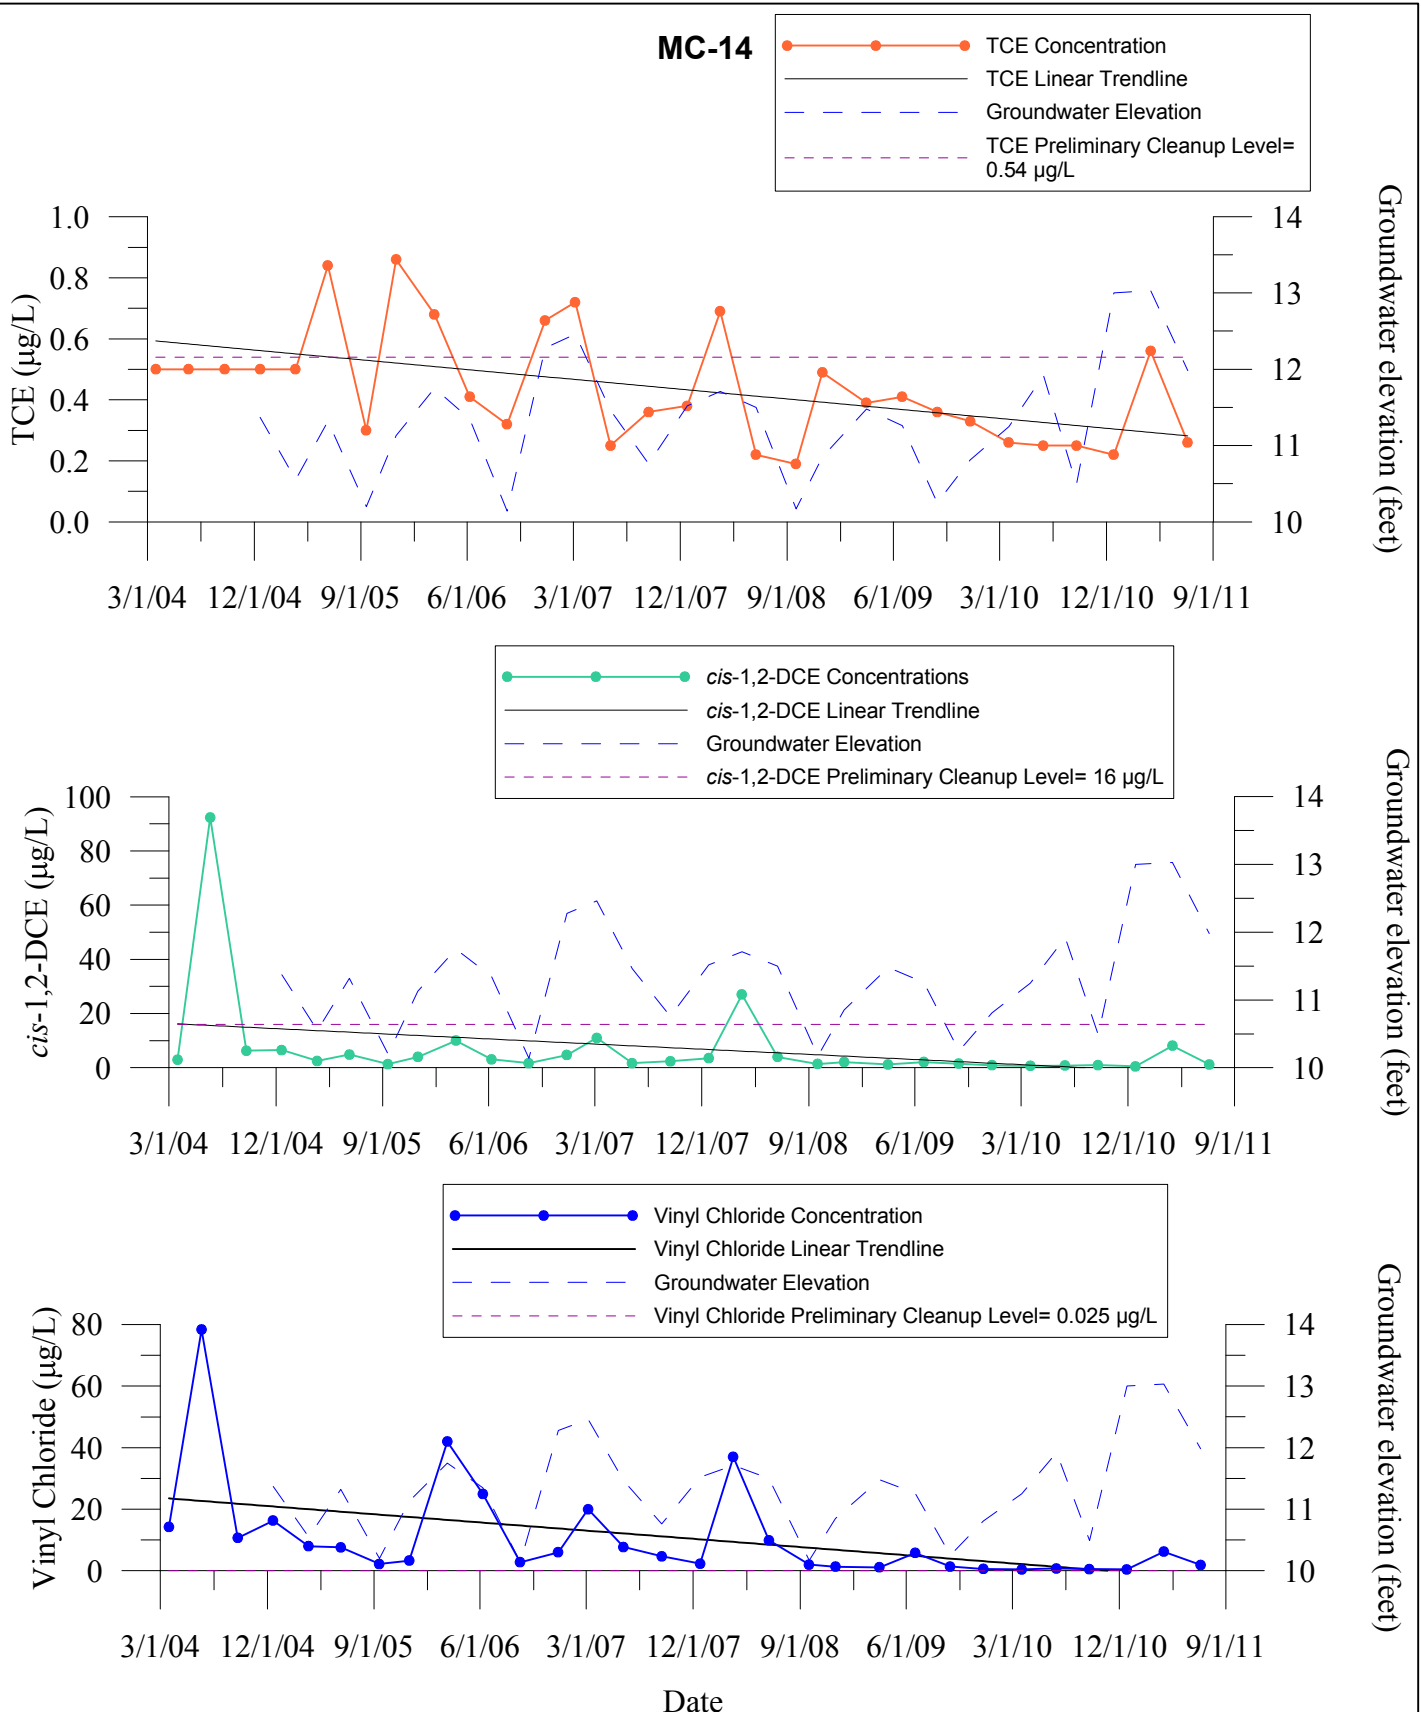 MC-14
TCE Concentration
TCE Linear Trendline
Groundwater Elevation
TCE Preliminary Cleanup Level=
0.54 µg/L
TCE (µg/L)
1.0
0.8
0.6
0.4
0.2
0.0
14
13
12
11
10
Groundwater elevation (feet)
3/1/04 12/1/04 9/1/05 6/1/06 3/1/07 12/1/07 9/1/08 6/1/09 3/1/10 12/1/10 9/1/11
cis-1,2-DCE Concentrations
cis-1,2-DCE Linear Trendline
Groundwater Elevation
cis-1,2-DCE Preliminary Cleanup Level= 16 µg/L
cis-1,2-DCE (µg/L)
100
80
60
40
20
0
14
13
12
11
10
Groundwater elevation (feet)
3/1/04 12/1/04 9/1/05 6/1/06 3/1/07 12/1/07 9/1/08 6/1/09 3/1/10 12/1/10 9/1/11
Vinyl Chloride Concentration
Vinyl Chloride Linear Trendline
Groundwater Elevation
Vinyl Chloride Preliminary Cleanup Level= 0.025 µg/L
Vinyl Chloride (µg/L)
80
60
40
20
0
14
13
12
11
10
Groundwater elevation (feet)
3/1/04 12/1/04 9/1/05 6/1/06 3/1/07 12/1/07 9/1/08 6/1/09 3/1/10 12/1/10 9/1/11
Date